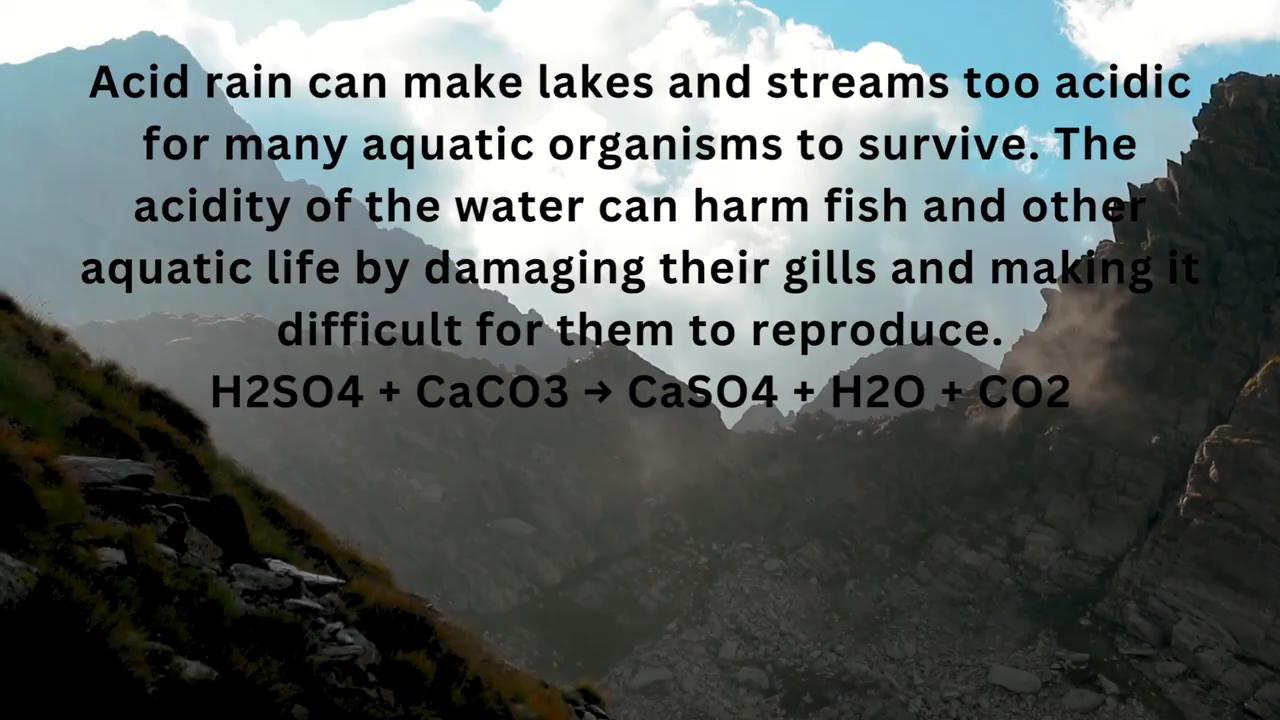 Acid rain can make lakes and streams too acidic
for many aquatic organisms to survive. The
acidity of the water can harm fish and other
aquatic life by damaging their gills and making it
difficult for them to reproduce.
H2SO4 + CaCO3 → CaSO4 + H2O + CO2